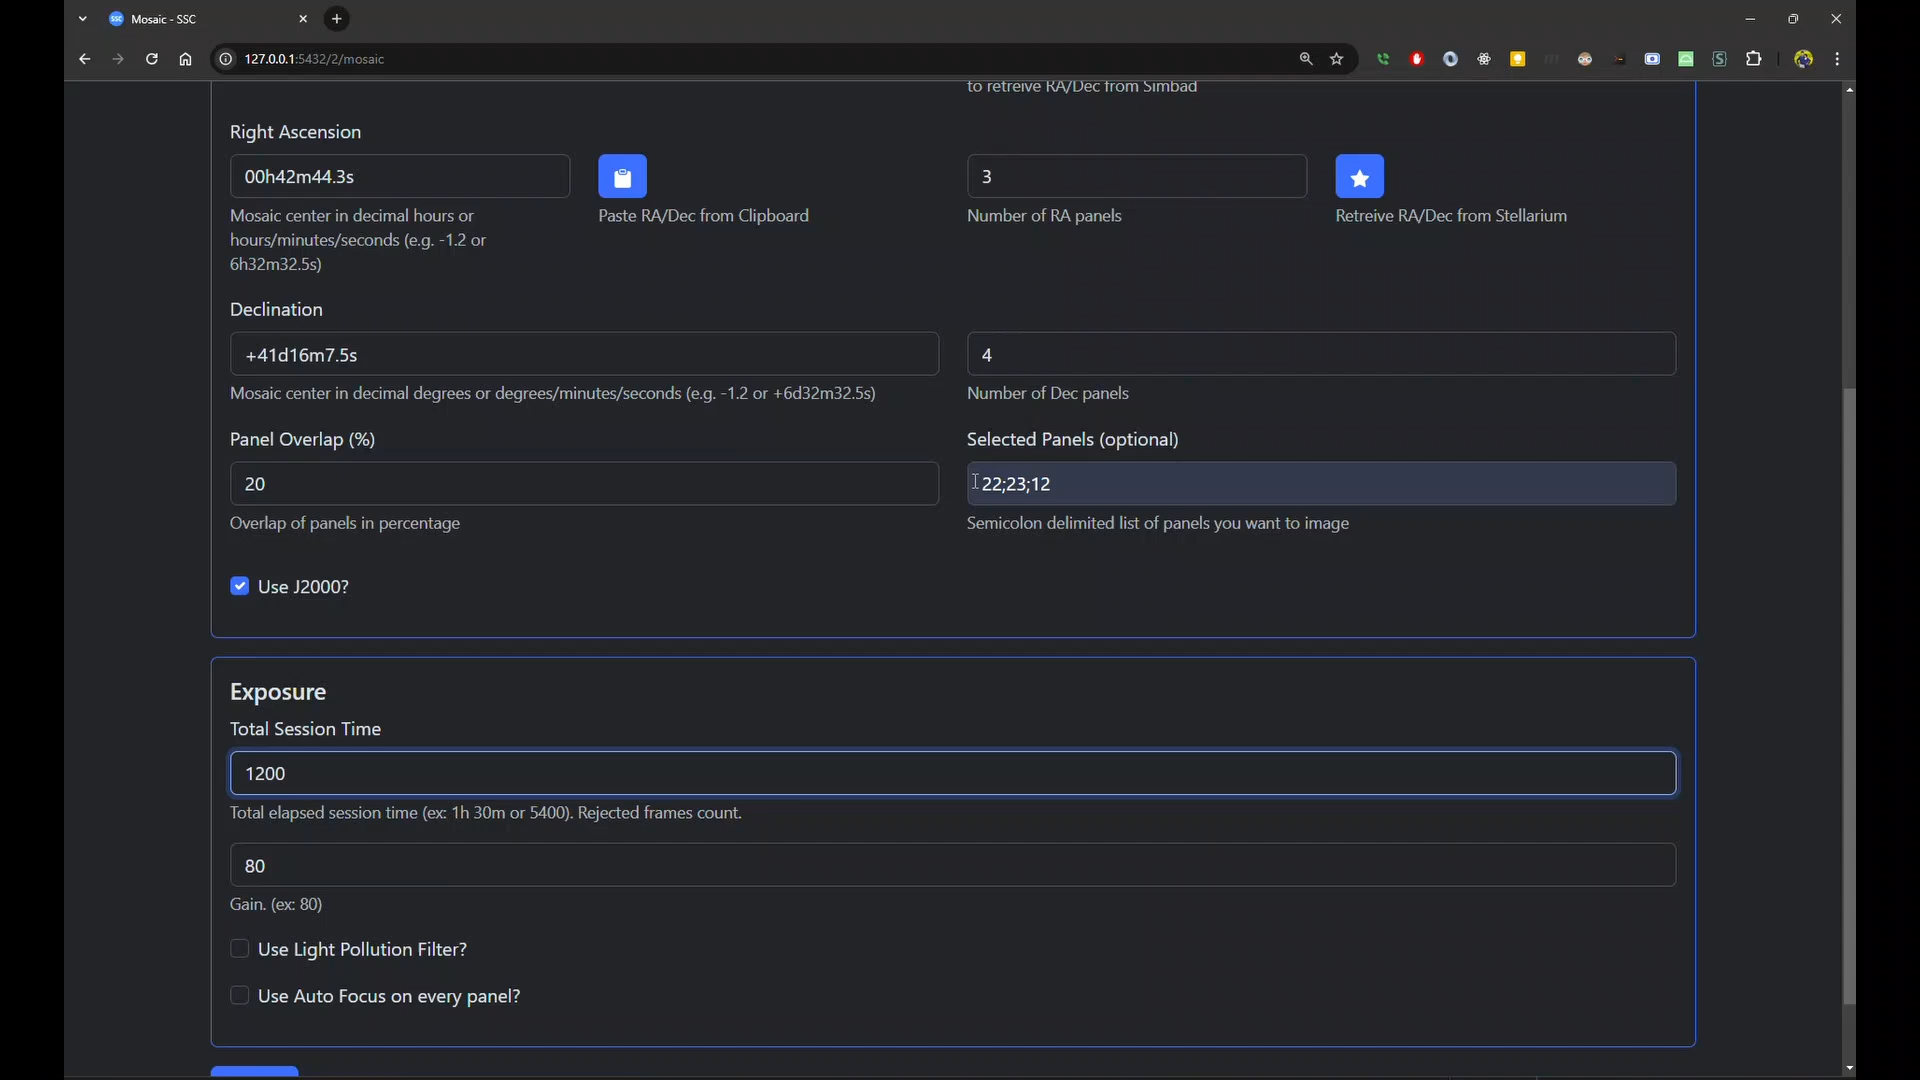 SSC Mosaic - SSC
127.0.0.1:5432/2/mosaic
to retreive RA/Dec from Simbad
Right Ascension
00h42m44.3s
3
Mosaic center in decimal hours or
hours/minutes/seconds (e.g. -1.2 or
6h32m32.5s)
Paste RA/Dec from Clipboard
Number of RA panels
Retreive RA/Dec from Stellarium
Declination
+41d16m7.5s
4
Mosaic center in decimal degrees or degrees/minutes/seconds (e.g. -1.2 or +6d32m32.5s)
Number of Dec panels
Panel Overlap (%)
Selected Panels (optional)
20
22;23;12
Overlap of panels in percentage
Semicolon delimited list of panels you want to image
Use J2000?
Exposure
Total Session Time
1200
Total elapsed session time (ex: 1h 30m or 5400). Rejected frames count.
80
Gain. (ex: 80)
Use Light Pollution Filter?
Use Auto Focus on every panel?